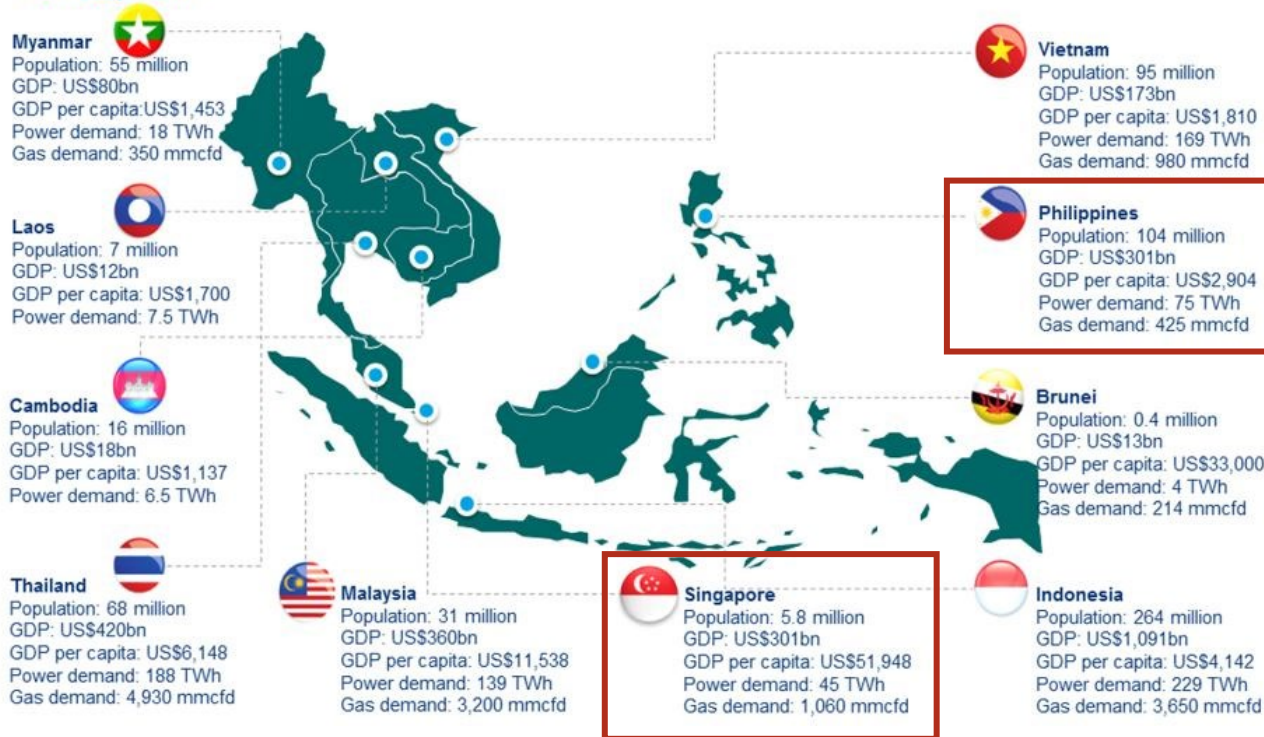 Myanmar
Population: 55 million
GDP: US$80bn
GDP per capita:US$1,453
Power demand: 18 TWh
Gas demand: 350 mmcfd
Laos
Population: 7 million
GDP: US$12bn
GDP per capita: US$1,700
Power demand: 7.5 TWh
Cambodia
Population: 16 million
GDP: US$18bn
GDP per capita: US$1,137
Power demand: 6.5 TWh
Thailand
Population: 68 million
GDP: US$420bn
GDP per capita: US$6,148
Power demand: 188 TWh
Gas demand: 4,930 mmcfd
Malaysia
Population: 31 million
GDP: US$360bn
GDP per capita: US$11,538
Power demand: 139 TWh
Gas demand: 3,200 mmcfd
Singapore
Population: 5.8 million
GDP: US$301bn
GDP per capita: US$51,948
Power demand: 45 TWh
Gas demand: 1,060 mmcfd
Vietnam
Population: 95 million
GDP: US$173bn
GDP per capita: US$1,810
Power demand: 169 TWh
Gas demand: 980 mmcfd
Philippines
Population: 104 million
GDP: US$301bn
GDP per capita: US$2,904
Power demand: 75 TWh
Gas demand: 425 mmcfd
Brunei
Population: 0.4 million
GDP: US$13bn
GDP per capita: US$33,000
Power demand: 4 TWh
Gas demand: 214 mmcfd
Indonesia
Population: 264 million
GDP: US$1,091bn
GDP per capita: US$4,142
Power demand: 229 TWh
Gas demand: 3,650 mmcfd